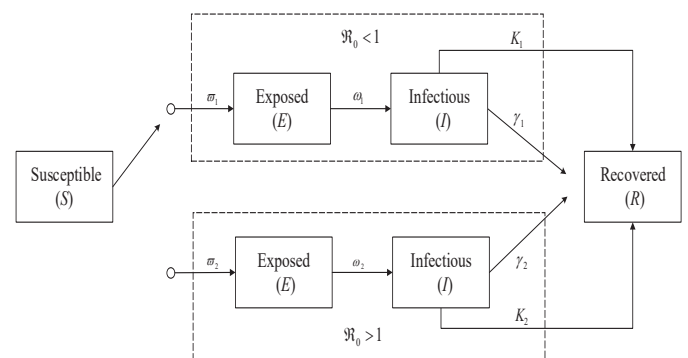 ℜ₀ < 1
K₁
ϖ₁
Exposed
(E)
ω₁
Infectious
(I)
γ₁
Susceptible
(S)
Recovered
(R)
ϖ₂
Exposed
(E)
ω₂
Infectious
(I)
γ₂
K₂
ℜ₀ > 1